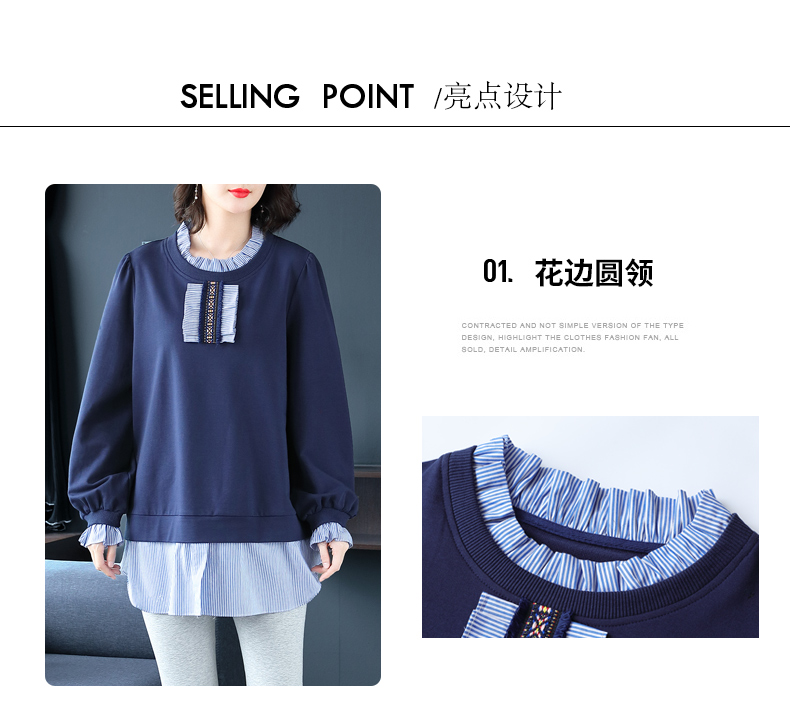 SELLING POINT /亮点设计
01. 花边圆领
CONTRACTED AND NOT SIMPLE VERSION OF THE TYPE
DESIGN, HIGHLIGHT THE CLOTHES FASHION FAN, ALL
SOLD, DETAIL AMPLIFICATION.